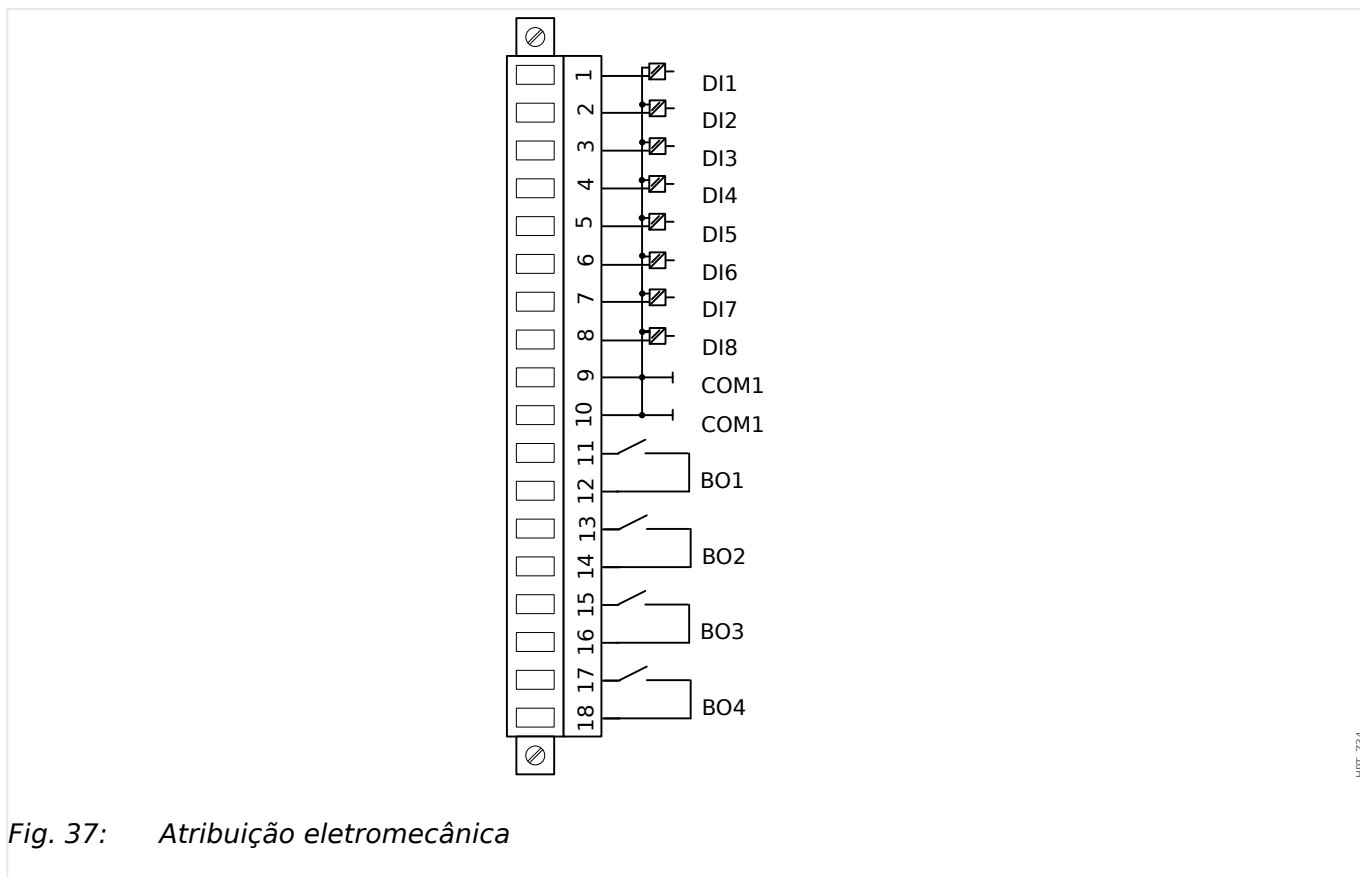 1 DI1
2 DI2
3 DI3
4 DI4
5 DI5
6 DI6
7 DI7
8 DI8
9 COM1
10 COM1
11
BO1
12
13
BO2
14
15
BO3
16
17
BO4
18
Fig. 37: Atribuição eletromecânica